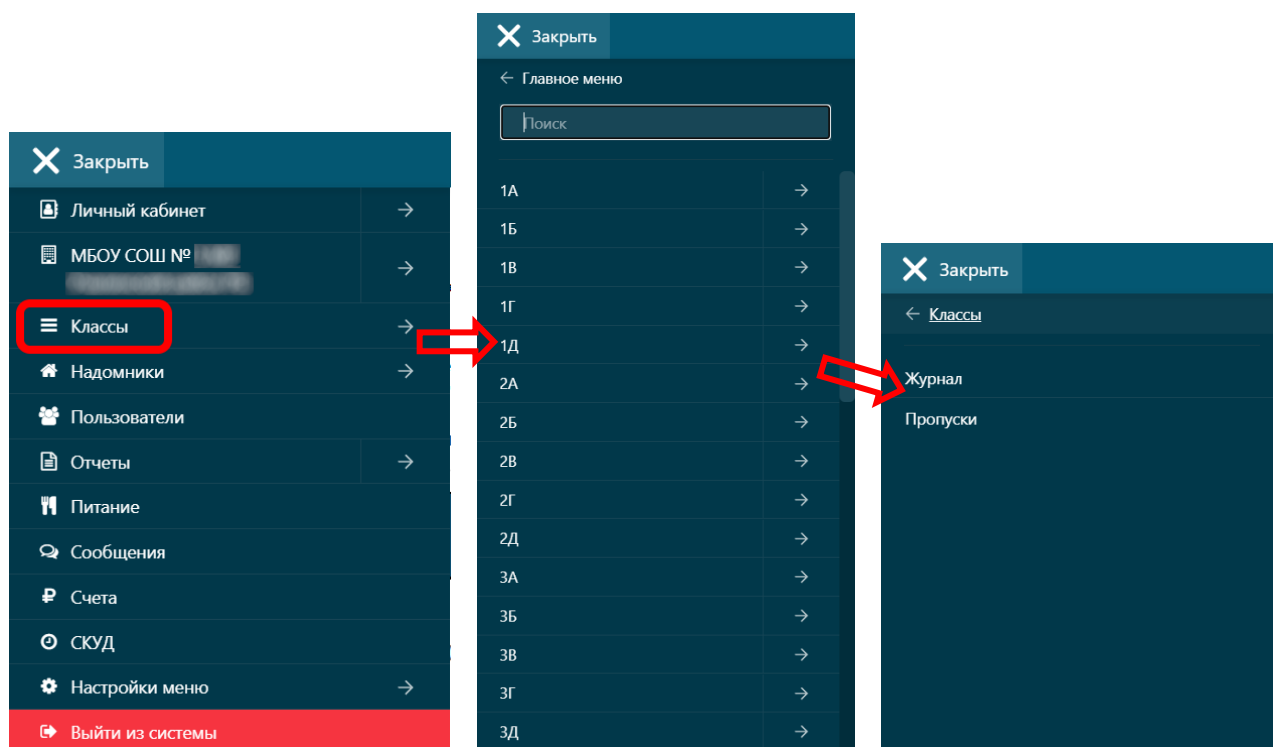 Закрыть
Личный кабинет
МБОУ СОШ №
Классы
Надомники
Пользователи
Отчеты
Питание
Сообщения
Счета
СКУД
Настройки меню
Выйти из системы
Закрыть
Главное меню
Поиск
1А
1Б
1В
1Г
1Д
2А
2Б
2В
2Г
2Д
3А
3Б
3В
3Г
3Д
Закрыть
Классы
Журнал
Пропуски